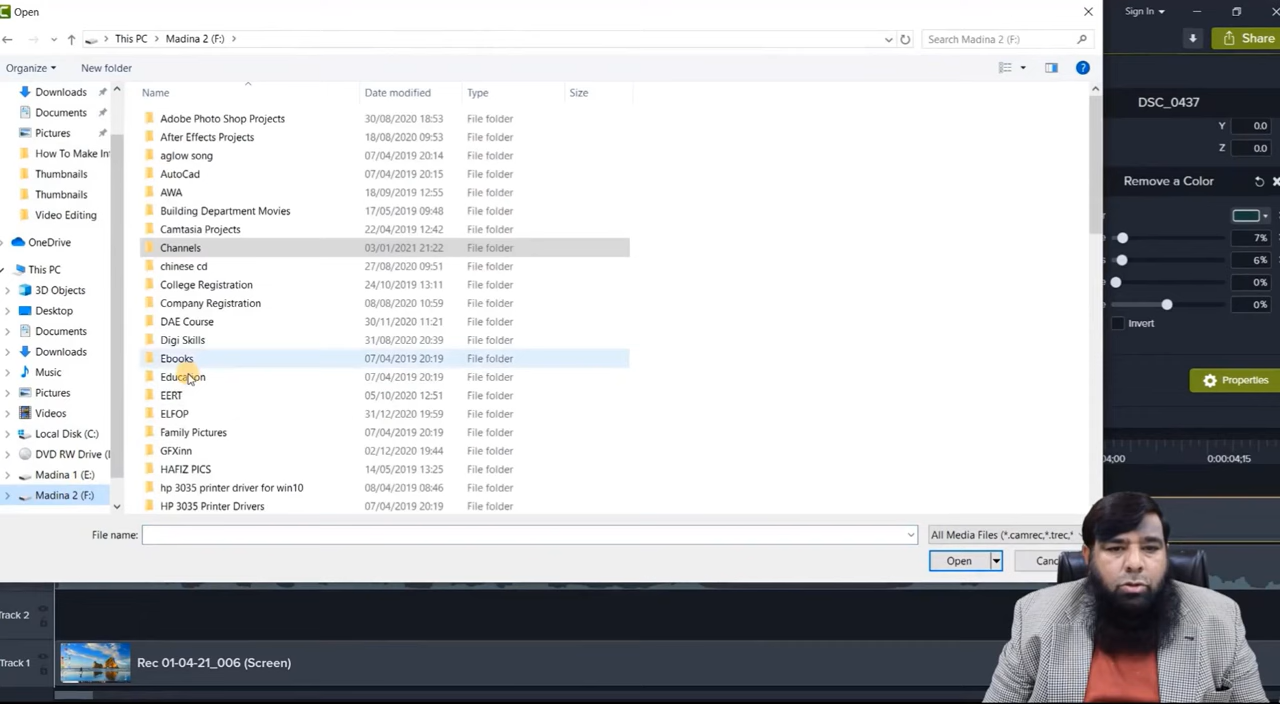 Open
Sign In
This PC > Madina 2 (F:) >
Search Madina 2 (F:)
Share
Organize
New folder
Name
Date modified
Type
Size
Downloads
Documents
Pictures
How To Make In
Thumbnails
Thumbnails
Video Editing
OneDrive
This PC
3D Objects
Desktop
Documents
Downloads
Music
Pictures
Videos
Local Disk (C:)
DVD RW Drive (
Madina 1 (E:)
Madina 2 (F:)
Adobe Photo Shop Projects 30/08/2020 18:53 File folder
After Effects Projects 18/08/2020 09:53 File folder
aglow song 07/04/2019 20:14 File folder
AutoCad 07/04/2019 20:15 File folder
AWA 18/09/2019 12:55 File folder
Building Department Movies 17/05/2019 09:48 File folder
Camtasia Projects 22/04/2019 12:42 File folder
Channels 03/01/2021 21:22 File folder
chinese cd 27/08/2020 09:51 File folder
College Registration 24/10/2019 13:11 File folder
Company Registration 08/08/2020 10:59 File folder
DAE Course 30/11/2020 11:21 File folder
Digi Skills 31/08/2020 20:39 File folder
Ebooks 07/04/2019 20:19 File folder
Education 07/04/2019 20:19 File folder
EERT 05/10/2020 12:51 File folder
ELFOP 31/12/2020 19:59 File folder
Family Pictures 07/04/2019 20:19 File folder
GFXinn 02/12/2020 19:44 File folder
HAFIZ PICS 14/05/2019 13:25 File folder
hp 3035 printer driver for win10 08/04/2019 08:46 File folder
HP 3035 Printer Drivers 07/04/2019 20:19 File folder
File name:
All Media Files (*.camrec,*.trec,*
Open
Canc
DSC_0437
Y 0.0
Z 0.0
Remove a Color
7%
6%
0%
0%
Invert
Properties
04;00
0:00:04;15
Track 2
Track 1
Rec 01-04-21_006 (Screen)